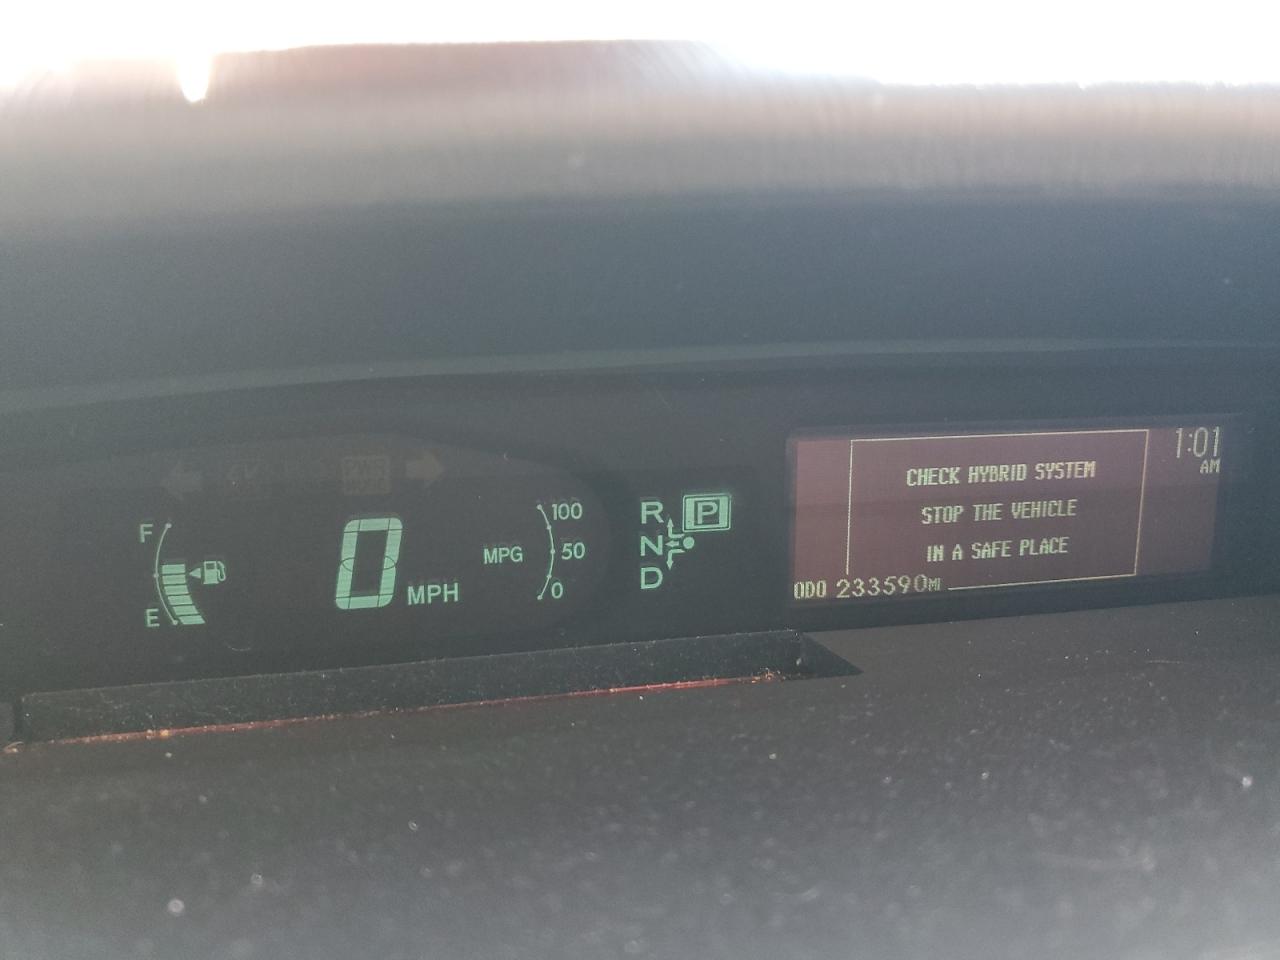 F
E
0
MPH
MPG
100
50
0
R
N
D
P
CHECK HYBRID SYSTEM
STOP THE VEHICLE
IN A SAFE PLACE
1:01
AM
ODO 233590MI
PWR